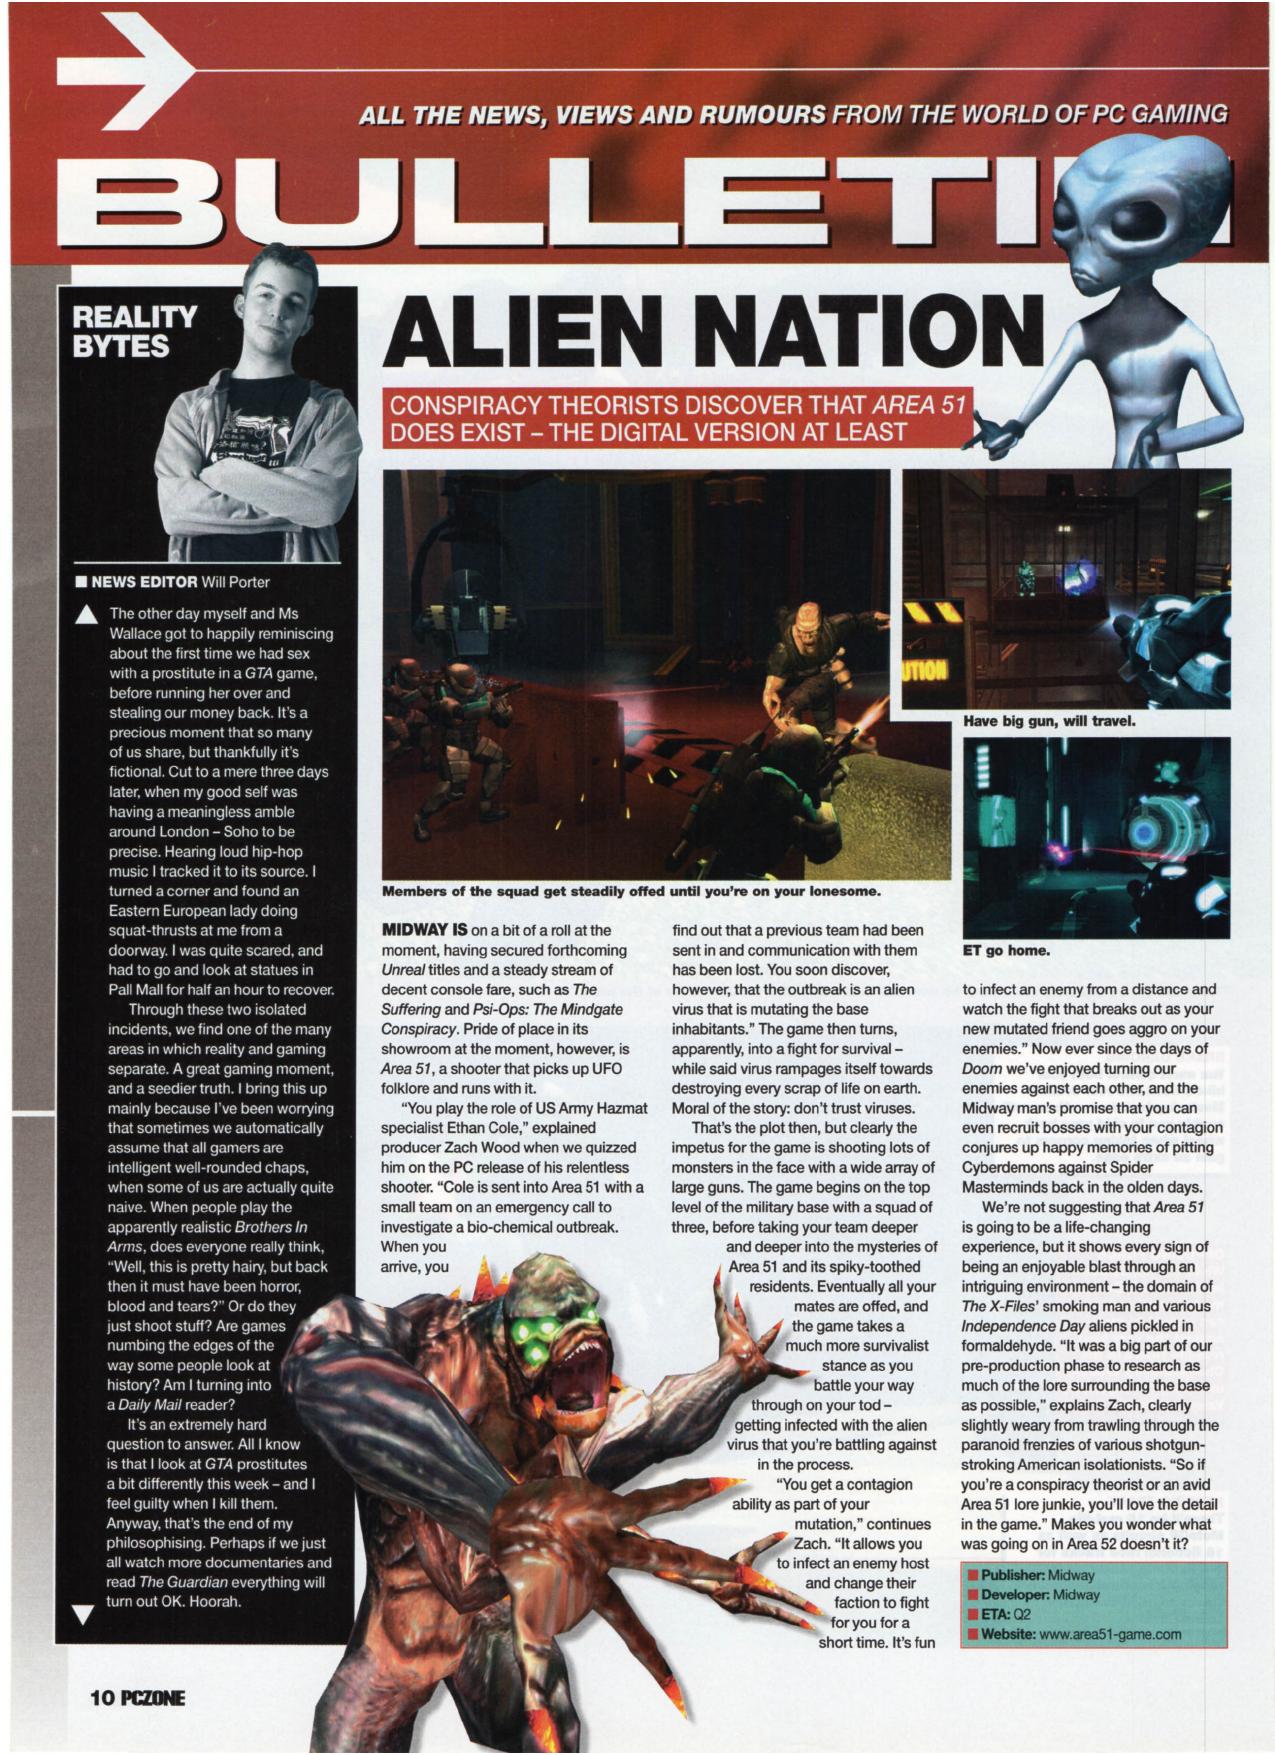 ALL THE NEWS, VIEWS AND RUMOURS FROM THE WORLD OF PC GAMING
BULLETIN
REALITY
BYTES
■ NEWS EDITOR Will Porter
The other day myself and Ms
Wallace got to happily reminiscing
about the first time we had sex
with a prostitute in a GTA game,
before running her over and
stealing our money back. It's a
precious moment that so many
of us share, but thankfully it's
fictional. Cut to a mere three days
later, when my good self was
having a meaningless amble
around London – Soho to be
precise. Hearing loud hip-hop
music I tracked it to its source. I
turned a corner and found an
Eastern European lady doing
squat-thrusts at me from a
doorway. I was quite scared, and
had to go and look at statues in
Pall Mall for half an hour to recover.
Through these two isolated
incidents, we find one of the many
areas in which reality and gaming
separate. A great gaming moment,
and a seedier truth. I bring this up
mainly because I've been worrying
that sometimes we automatically
assume that all gamers are
intelligent well-rounded chaps,
when some of us are actually quite
naive. When people play the
apparently realistic Brothers In
Arms, does everyone really think,
"Well, this is pretty hairy, but back
then it must have been horror,
blood and tears?" Or do they
just shoot stuff? Are games
numbing the edges of the
way some people look at
history? Am I turning into
a Daily Mail reader?
It's an extremely hard
question to answer. All I know
is that I look at GTA prostitutes
a bit differently this week – and I
feel guilty when I kill them.
Anyway, that's the end of my
philosophising. Perhaps if we just
all watch more documentaries and
read The Guardian everything will
turn out OK. Hoorah.
ALIEN NATION
CONSPIRACY THEORISTS DISCOVER THAT AREA 51
DOES EXIST – THE DIGITAL VERSION AT LEAST
UTION
Have big gun, will travel.
Members of the squad get steadily offed until you're on your lonesome.
ET go home.
MIDWAY IS on a bit of a roll at the
moment, having secured forthcoming
Unreal titles and a steady stream of
decent console fare, such as The
Suffering and Psi-Ops: The Mindgate
Conspiracy. Pride of place in its
showroom at the moment, however, is
Area 51, a shooter that picks up UFO
folklore and runs with it.
"You play the role of US Army Hazmat
specialist Ethan Cole," explained
producer Zach Wood when we quizzed
him on the PC release of his relentless
shooter. "Cole is sent into Area 51 with a
small team on an emergency call to
investigate a bio-chemical outbreak.
When you
arrive, you
find out that a previous team had been
sent in and communication with them
has been lost. You soon discover,
however, that the outbreak is an alien
virus that is mutating the base
inhabitants." The game then turns,
apparently, into a fight for survival –
while said virus rampages itself towards
destroying every scrap of life on earth.
Moral of the story: don't trust viruses.
That's the plot then, but clearly the
impetus for the game is shooting lots of
monsters in the face with a wide array of
large guns. The game begins on the top
level of the military base with a squad of
three, before taking your team deeper
and deeper into the mysteries of
Area 51 and its spiky-toothed
residents. Eventually all your
mates are offed, and
the game takes a
much more survivalist
stance as you
battle your way
through on your tod –
getting infected with the alien
virus that you're battling against
in the process.
"You get a contagion
ability as part of your
mutation," continues
Zach. "It allows you
to infect an enemy host
and change their
faction to fight
for you for a
short time. It's fun
to infect an enemy from a distance and
watch the fight that breaks out as your
new mutated friend goes aggro on your
enemies." Now ever since the days of
Doom we've enjoyed turning our
enemies against each other, and the
Midway man's promise that you can
even recruit bosses with your contagion
conjures up happy memories of pitting
Cyberdemons against Spider
Masterminds back in the olden days.
We're not suggesting that Area 51
is going to be a life-changing
experience, but it shows every sign of
being an enjoyable blast through an
intriguing environment – the domain of
The X-Files' smoking man and various
Independence Day aliens pickled in
formaldehyde. "It was a big part of our
pre-production phase to research as
much of the lore surrounding the base
as possible," explains Zach, clearly
slightly weary from trawling through the
paranoid frenzies of various shotgun-
stroking American isolationists. "So if
you're a conspiracy theorist or an avid
Area 51 lore junkie, you'll love the detail
in the game." Makes you wonder what
was going on in Area 52 doesn't it?
■ Publisher: Midway
■ Developer: Midway
■ ETA: Q2
■ Website: www.area51-game.com
10 PCZONE